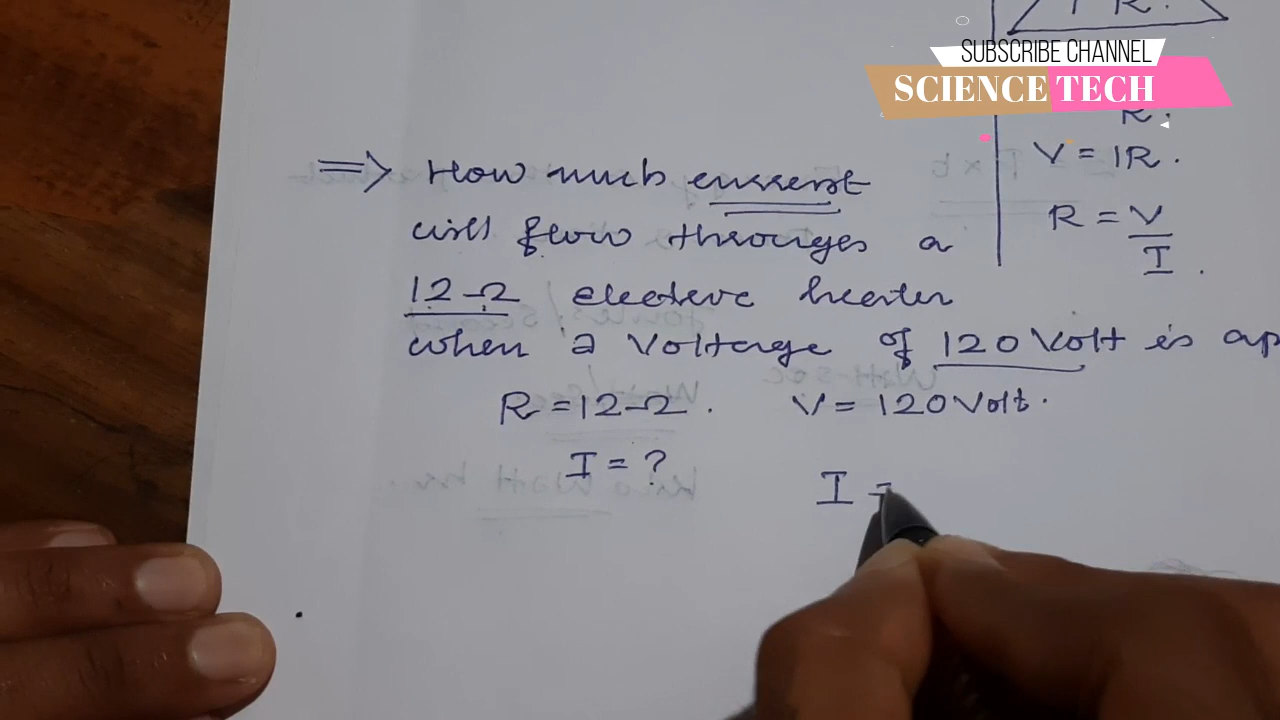 SUBSCRIBE CHANNEL
SCIENCE TECH
R.
V = IR.
R = V
I.
=> How much current
will flow through a
12-Ω electric heater
when a voltage of 120 Volt is ap
R = 12-Ω. V = 120 Volt.
I = ?
I =